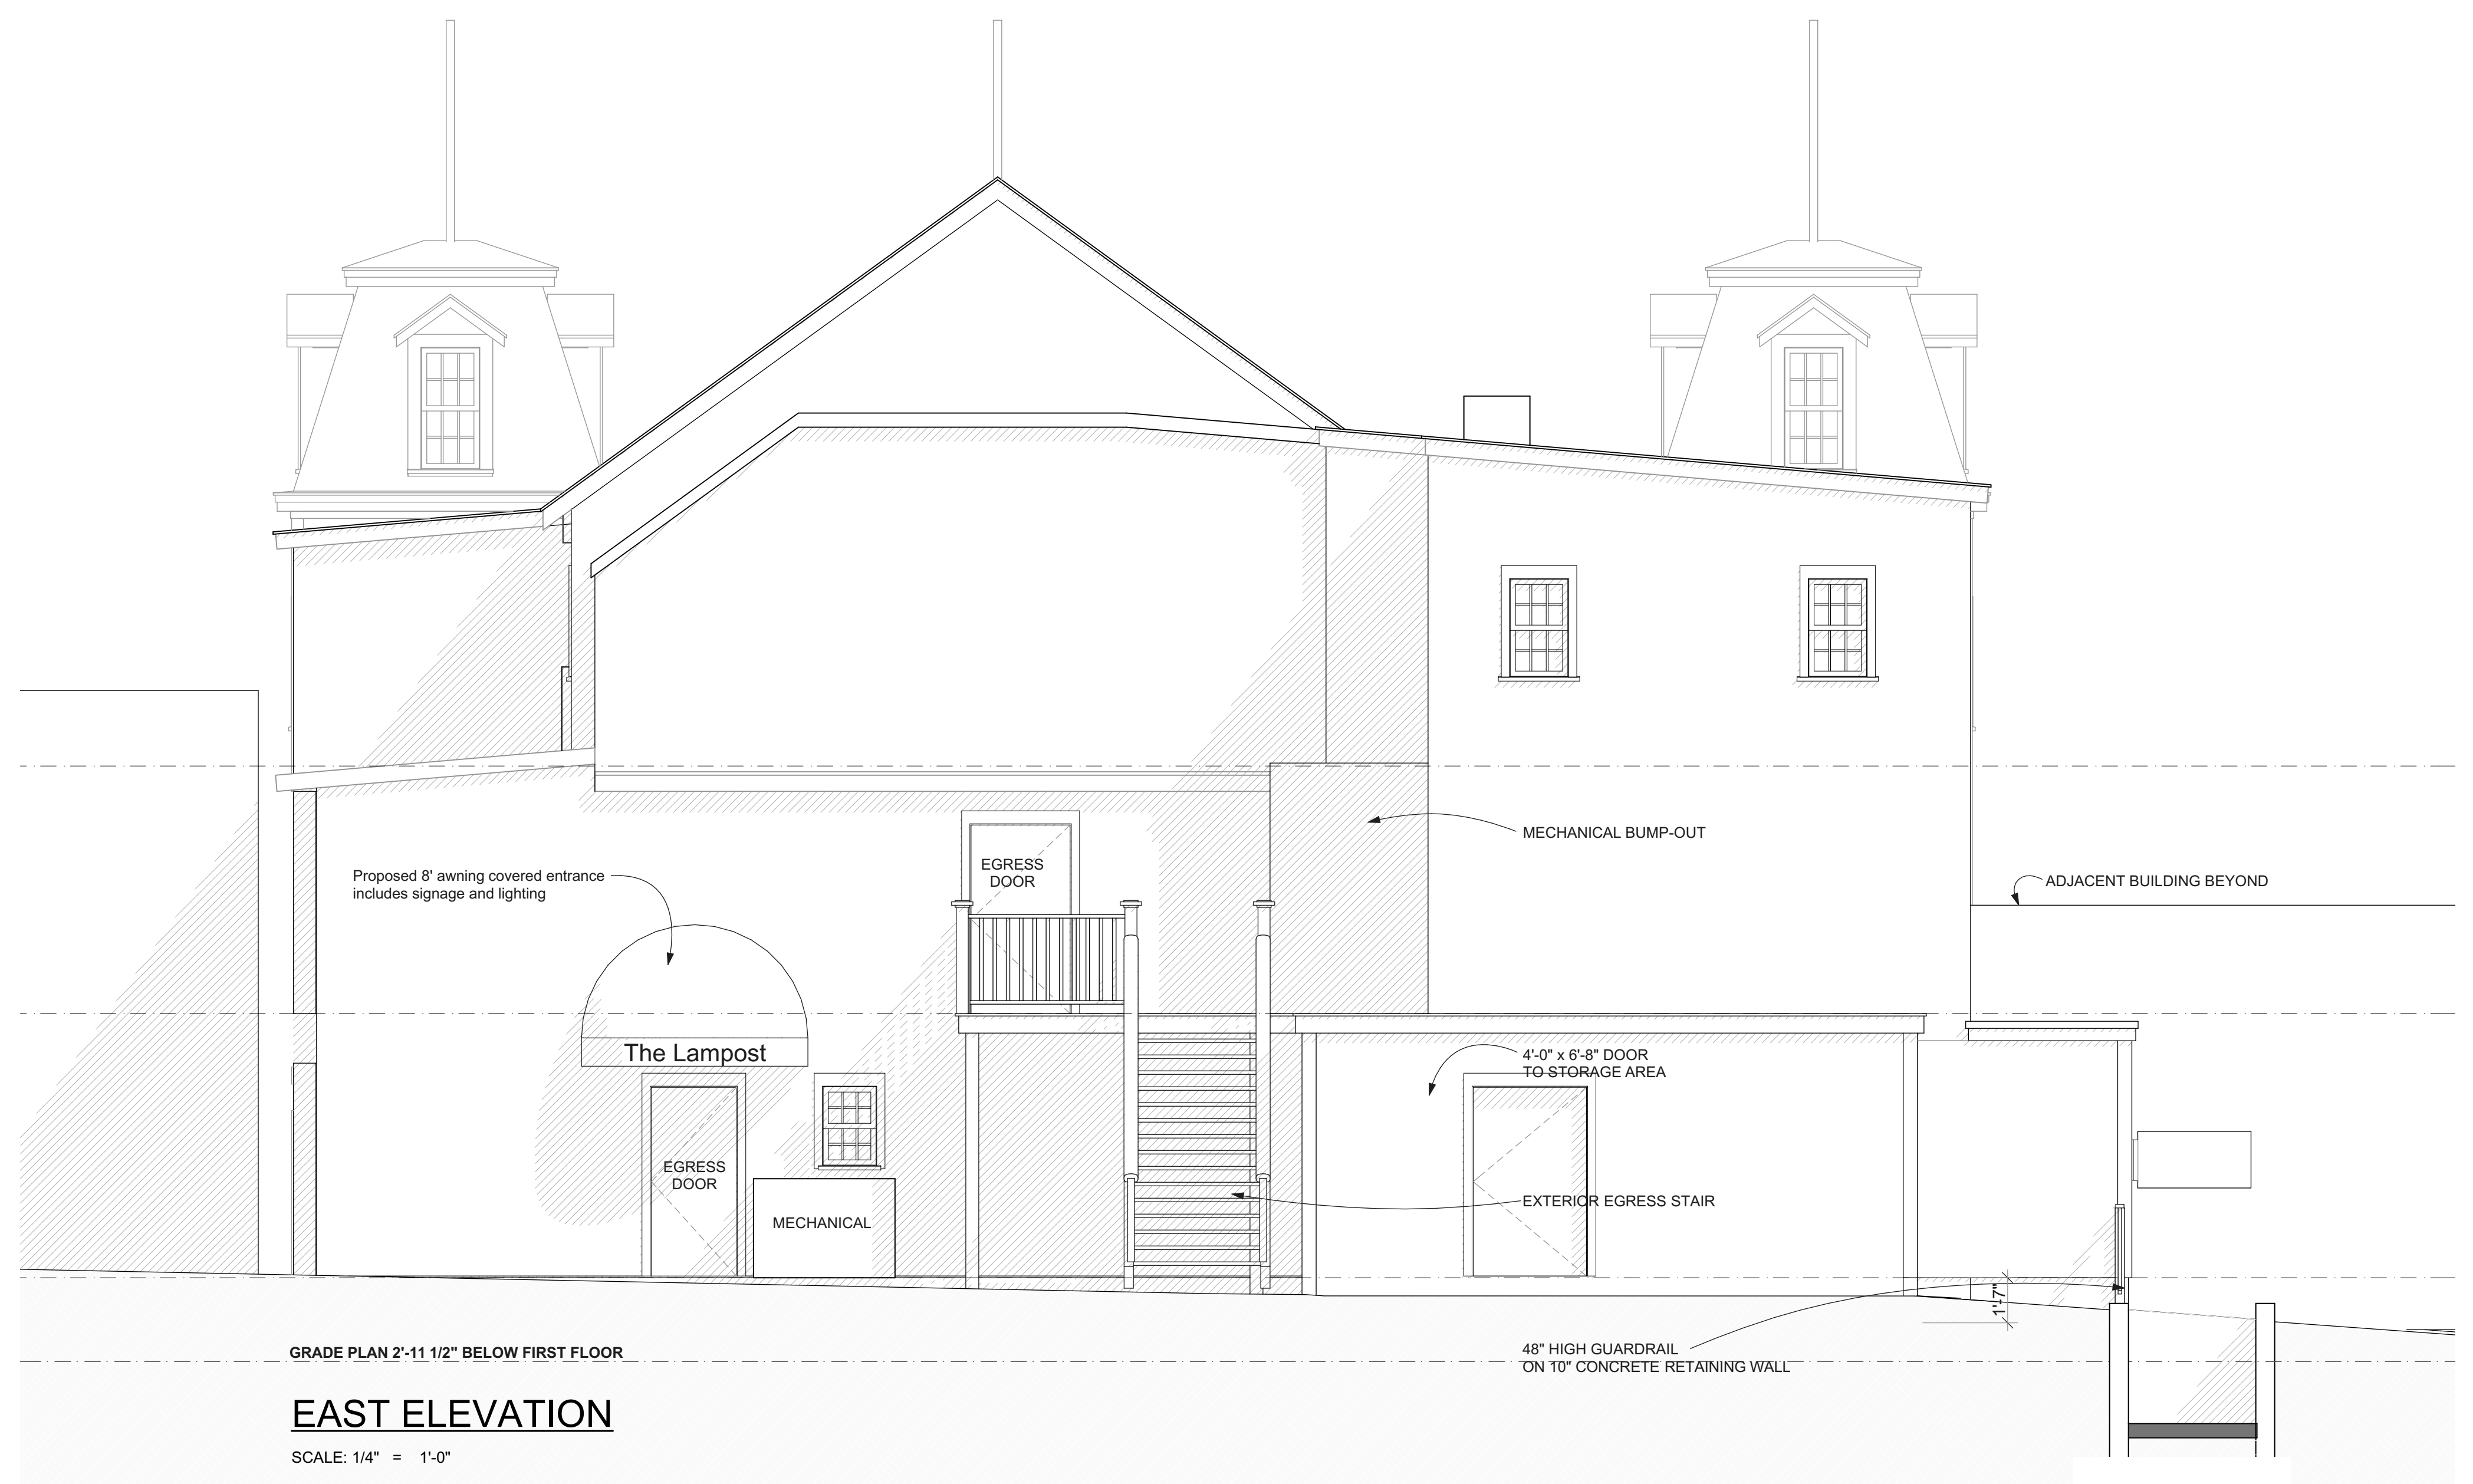 MECHANICAL BUMP-OUT
EGRESS
DOOR
Proposed 8' awning covered entrance
includes signage and lighting
ADJACENT BUILDING BEYOND
The Lampost
4'-0" x 6'-8" DOOR
TO STORAGE AREA
EGRESS
DOOR
MECHANICAL
EXTERIOR EGRESS STAIR
1'-7"
GRADE PLAN 2'-11 1/2" BELOW FIRST FLOOR
48" HIGH GUARDRAIL
ON 10" CONCRETE RETAINING WALL
EAST ELEVATION
SCALE: 1/4" = 1'-0"